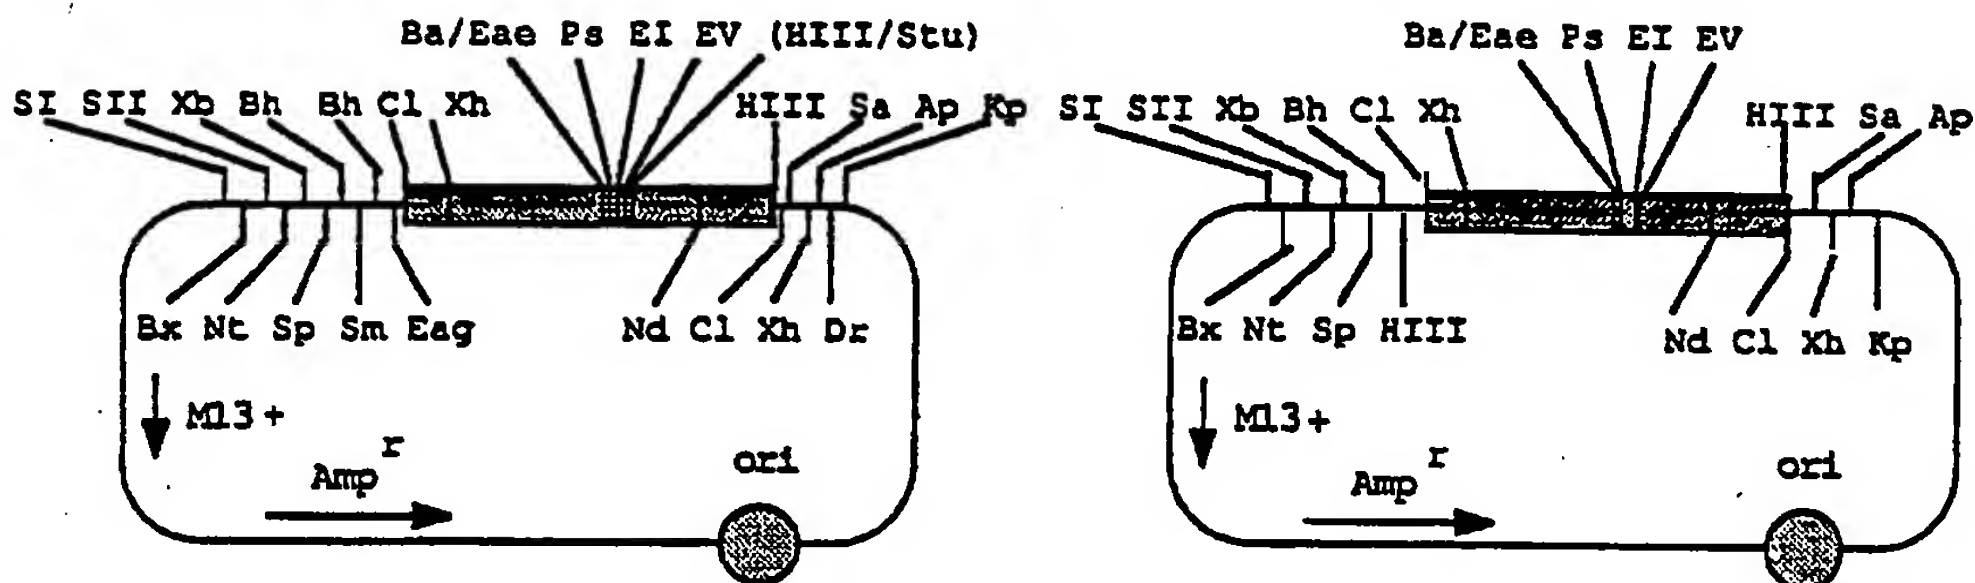 Ba/Eae Ps EI EV (HIII/Stu)
SI SII Xb Bh Bh Cl Xh HIII Sa Ap Kp
Bx Nt Sp Sm Eag Nd Cl Xh Dr
M13+
Amp r
ori
Ba/Eae Ps EI EV
SI SII Xb Bh Cl Xh HIII Sa Ap
Bx Nt Sp HIII Nd Cl Xh Kp
M13+
Amp r
ori